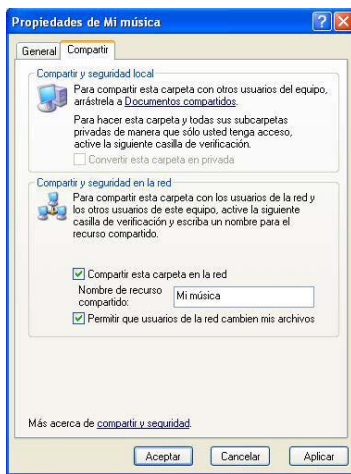 Propiedades de Mi música
General
Compartir
Compartir y seguridad local
Para compartir esta carpeta con otros usuarios del equipo,
arrástrela a Documentos compartidos.
Para hacer esta carpeta y todas sus subcarpetas
privadas de manera que sólo usted tenga acceso,
active la siguiente casilla de verificación.
Convertir esta carpeta en privada
Compartir y seguridad en la red
Para compartir esta carpeta con los usuarios de la red y
los otros usuarios de este equipo, active la siguiente
casilla de verificación y escriba un nombre para el
recurso compartido.
Compartir esta carpeta en la red
Nombre de recurso
compartido:
Mi música
Permitir que usuarios de la red cambien mis archivos
Más acerca de compartir y seguridad.
Aceptar
Cancelar
Aplicar